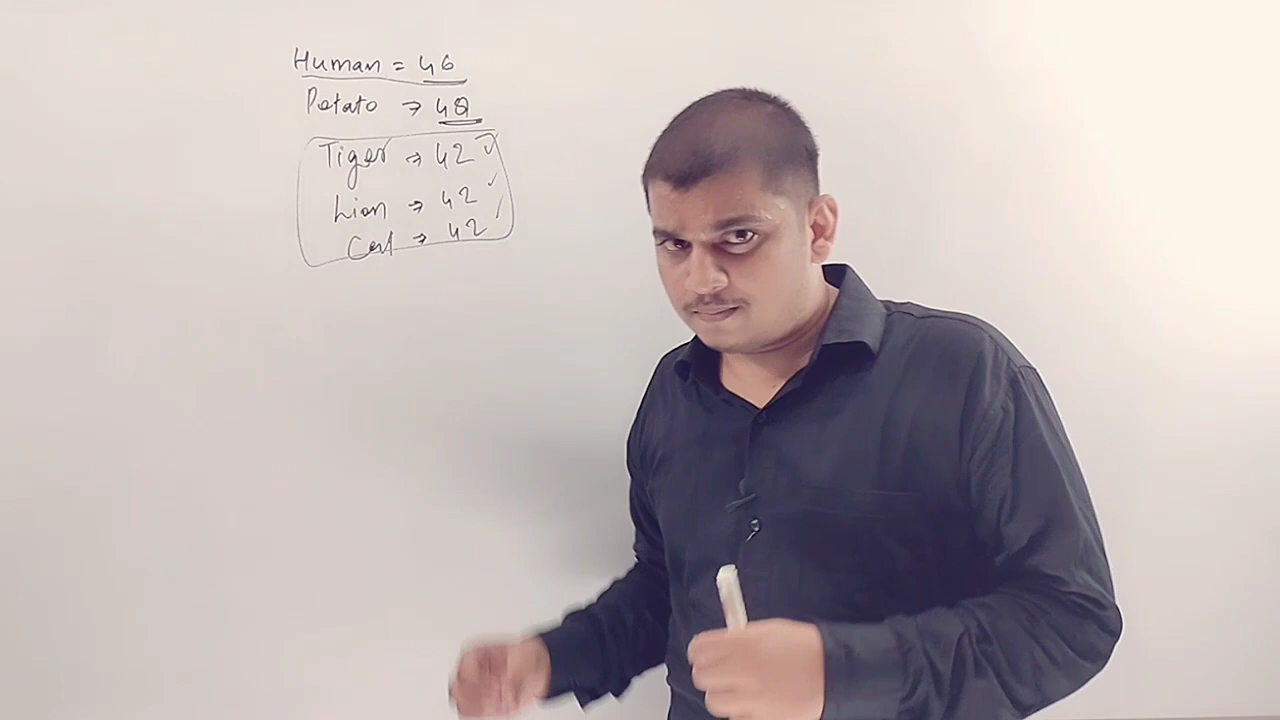 Human = 46
Potato → 48
Tiger → 42 ✓
Lion → 42 ✓
Cat → 42 ✓